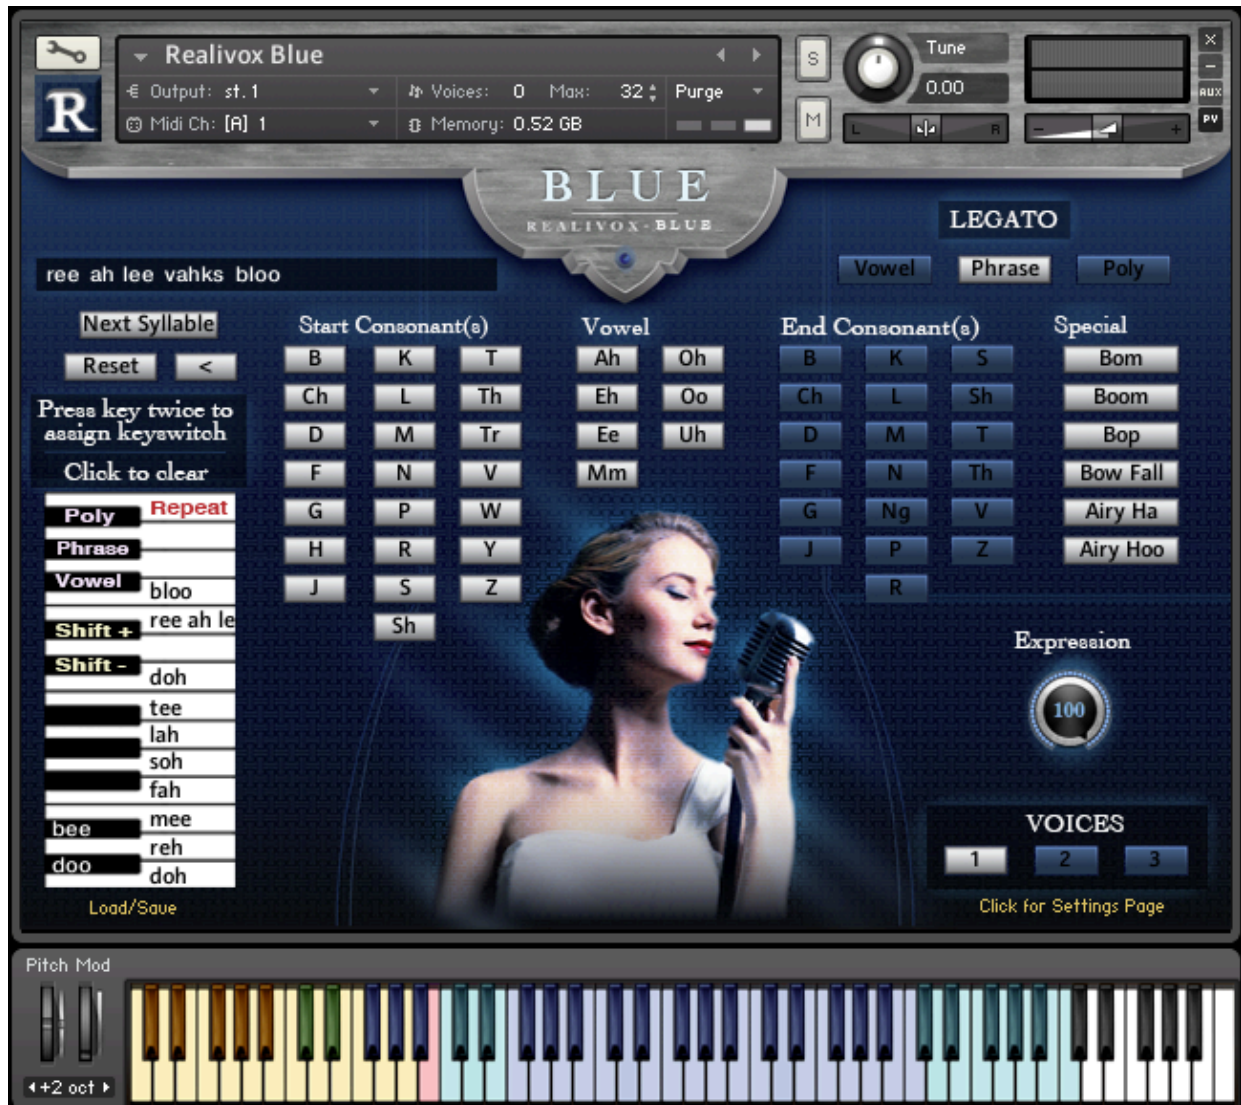 Realivox Blue
Output: st.1
Voices: 0 Max: 32 Purge
Midi Ch: [A] 1
Memory: 0.52 GB
S
M
Tune
0.00
L R
- +
X
-
AUX
PV
R
BLUE
REALIVOX-BLUE
LEGATO
Vowel Phrase Poly
ree ah lee vahks bloo
Next Syllable
Reset <
Press key twice to
assign keyswitch
Click to clear
Start Consonant(s)
B K T
Ch L Th
D M Tr
F N V
G P W
H R Y
J S Z
Sh
Vowel
Ah Oh
Eh Oo
Ee Uh
Mm
End Consonant(s)
B K S
Ch L Sh
D M T
F N Th
G Ng V
J P Z
R
Special
Bom
Boom
Bop
Bow Fall
Airy Ha
Airy Hoo
Repeat
Poly
Phrase
Vowel
bloo
ree ah le
Shift +
Shift -
doh
tee
lah
soh
fah
mee
bee
reh
doo
doh
Load/Save
Expression
100
VOICES
1 2 3
Click for Settings Page
Pitch Mod
+2 oct